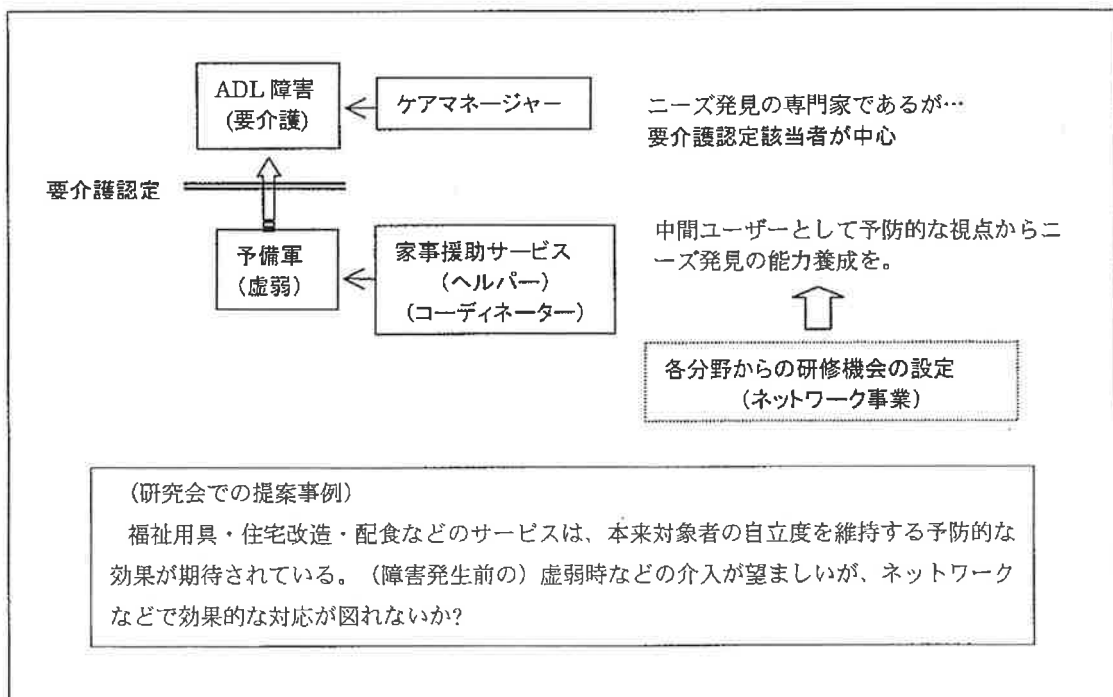 ADL 障害
(要介護)
ケアマネージャー
ニーズ発見の専門家であるが…
要介護認定該当者が中心
要介護認定
予備軍
(虚弱)
家事援助サービス
(ヘルパー)
(コーディネーター)
中間ユーザーとして予防的な視点からニ
ーズ発見の能力養成を。
各分野からの研修機会の設定
(ネットワーク事業)
(研究会での提案事例)
福祉用具・住宅改造・配食などのサービスは、本来対象者の自立度を維持する予防的な
効果が期待されている。(障害発生前の)虚弱時などの介入が望ましいが、ネットワーク
などで効果的な対応が図れないか?